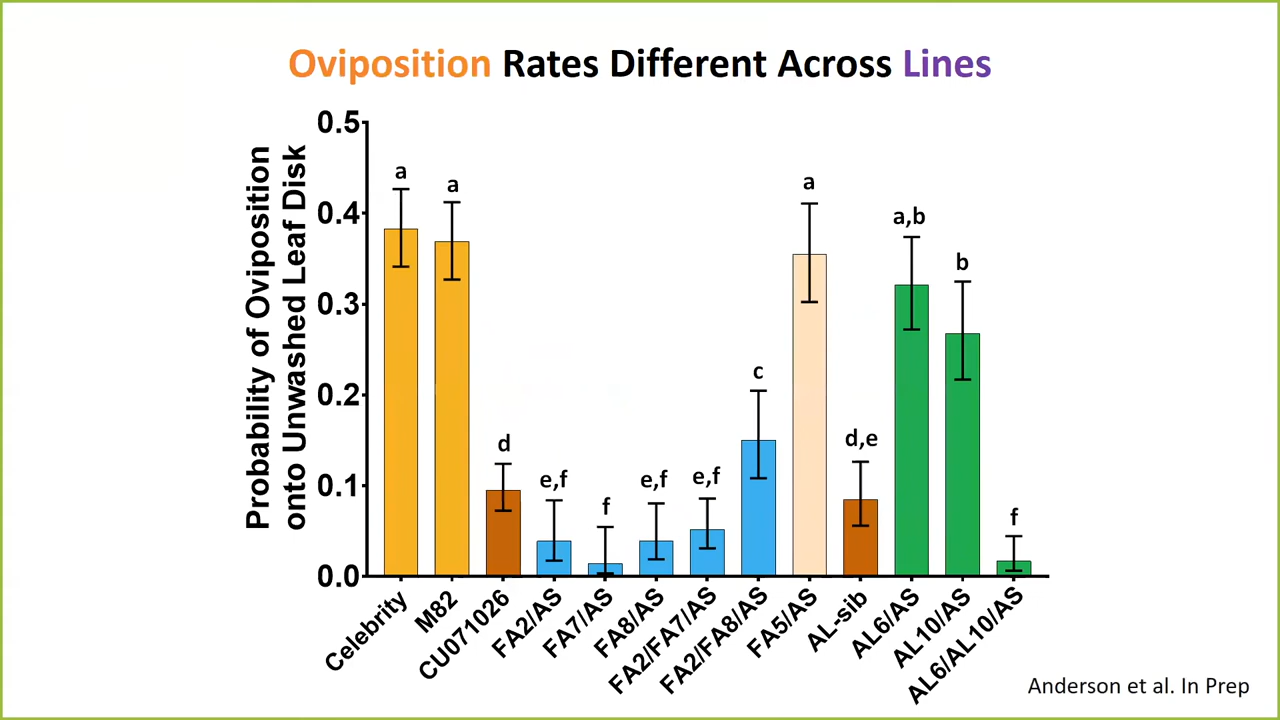 Oviposition Rates Different Across Lines
Probability of Oviposition
onto Unwashed Leaf Disk
0.5
0.4
0.3
0.2
0.1
0.0
a
a
d
e,f
f
e,f
e,f
c
a
d,e
a,b
b
f
Celebrity
M82
CU071026
FA2/AS
FA7/AS
FA8/AS
FA2/FA7/AS
FA2/FA8/AS
FA5/AS
AL-sib
AL6/AS
AL10/AS
AL6/AL10/AS
Anderson et al. In Prep